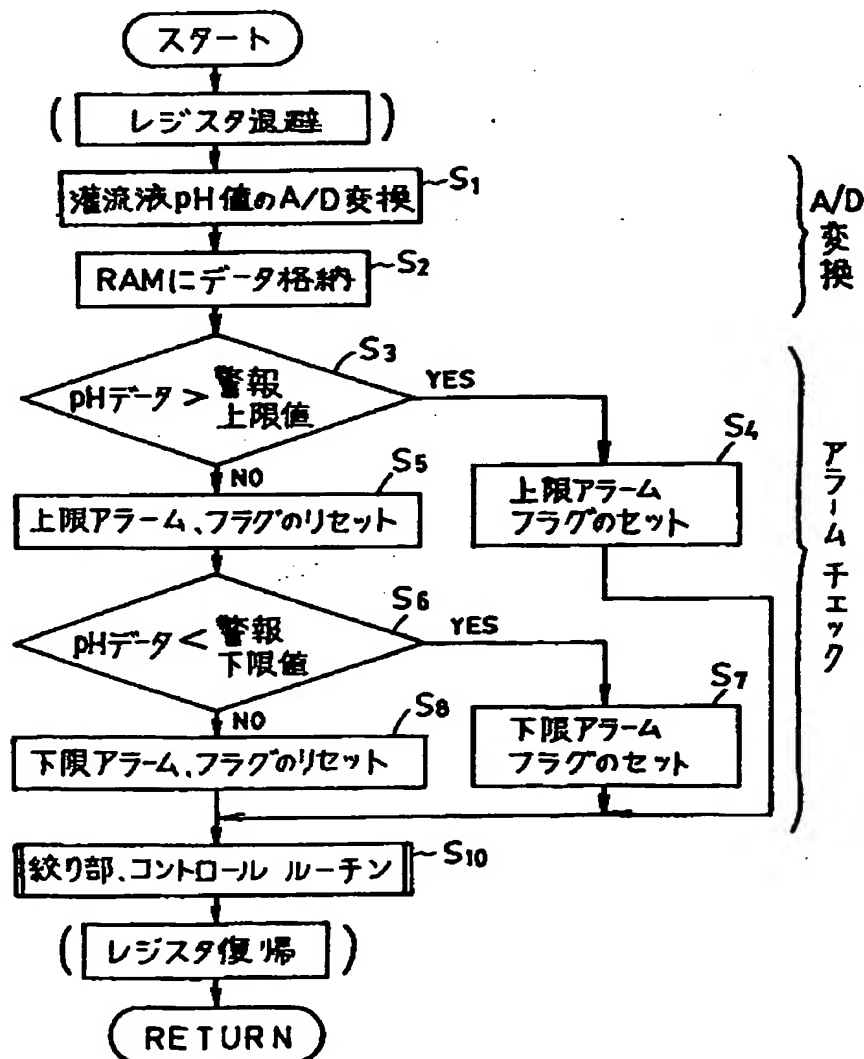 スタート
(レジスタ退避)
灌流液pH値のA/D変換
S1
RAMにデータ格納
S2
A/D
変
換
pHデータ > 警報
上限値
S3
YES
NO
上限アラーム
フラグのセット
S4
上限アラーム、フラグのリセット
S5
pHデータ < 警報
下限値
S6
YES
NO
下限アラーム
フラグのセット
S7
下限アラーム、フラグのリセット
S8
アラームチェック
絞り部、コントロール ルーチン
S10
(レジスタ復帰)
RETURN